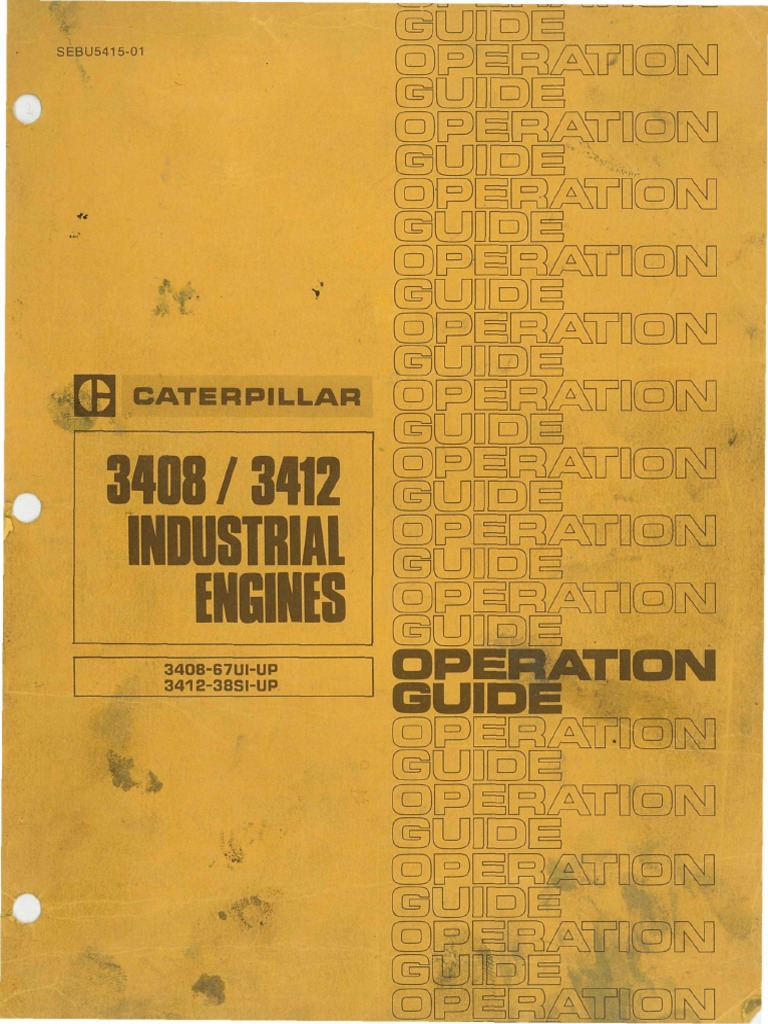 SEBU5415-01
CATERPILLAR
3408 / 3412
INDUSTRIAL
ENGINES
3408-67UI-UP
3412-38SI-UP
OPERATION
GUIDE
OPERATION
GUIDE
OPERATION
GUIDE
OPERATION
GUIDE
OPERATION
GUIDE
OPERATION
GUIDE
OPERATION
GUIDE
OPERATION
GUIDE
OPERATION
GUIDE
OPERATION
GUIDE
OPERATION
GUIDE
OPERATION
GUIDE
OPERATION
GUIDE
OPERATION
GUIDE
OPERATION
GUIDE
OPERATION